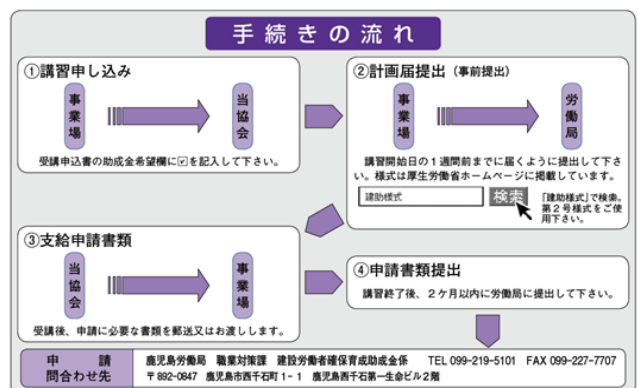 手続きの流れ
①講習申し込み
事業場
当協会
受講申込書の助成金希望欄に☑を記入して下さい。
②計画届提出（事前提出）
事業場
労働局
講習開始日の１週間前までに届くように提出して下さ
い。様式は厚生労働省ホームページに掲載しています。
建助様式
検索
「建助様式」で検索。
第２号様式をご使
用下さい。
③支給申請書類
当協会
事業場
受講後、申請に必要な書類を郵送又はお渡しします。
④申請書類提出
講習終了後、２ケ月以内に労働局に提出して下さい。
申　請
問合わせ先
鹿児島労働局　職業対策課　建設労働者確保育成助成金係　TEL 099-219-5101　FAX 099-227-7707
〒892-0847　鹿児島市西千石町１-１　鹿児島西千石第一生命ビル２階